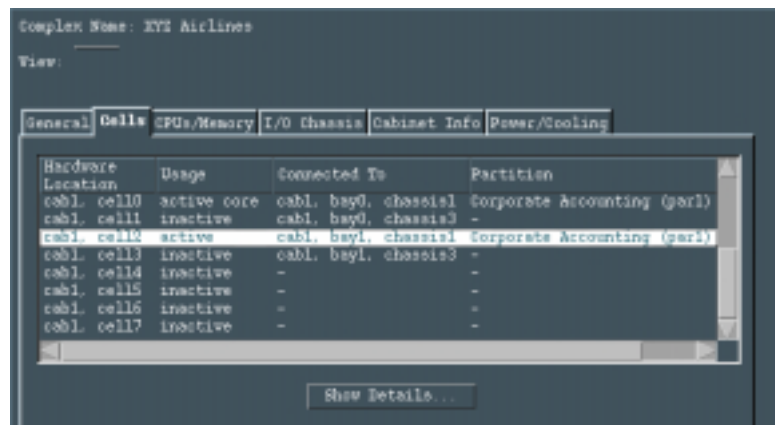 Complex Name: XYZ Airlines
View:
General Cells CPUs/Memory I/O Chassis Cabinet Info Power/Cooling
Hardware Location Usage Connected To Partition
cab1, cell0 active core cab1, bay0, chassis1 Corporate Accounting (par1)
cab1, cell1 inactive cab1, bay0, chassis3 -
cab1, cell2 active cab1, bay1, chassis1 Corporate Accounting (par1)
cab1, cell3 inactive cab1, bay1, chassis3 -
cab1, cell4 inactive - -
cab1, cell5 inactive - -
cab1, cell6 inactive - -
cab1, cell7 inactive - -
Show Details...